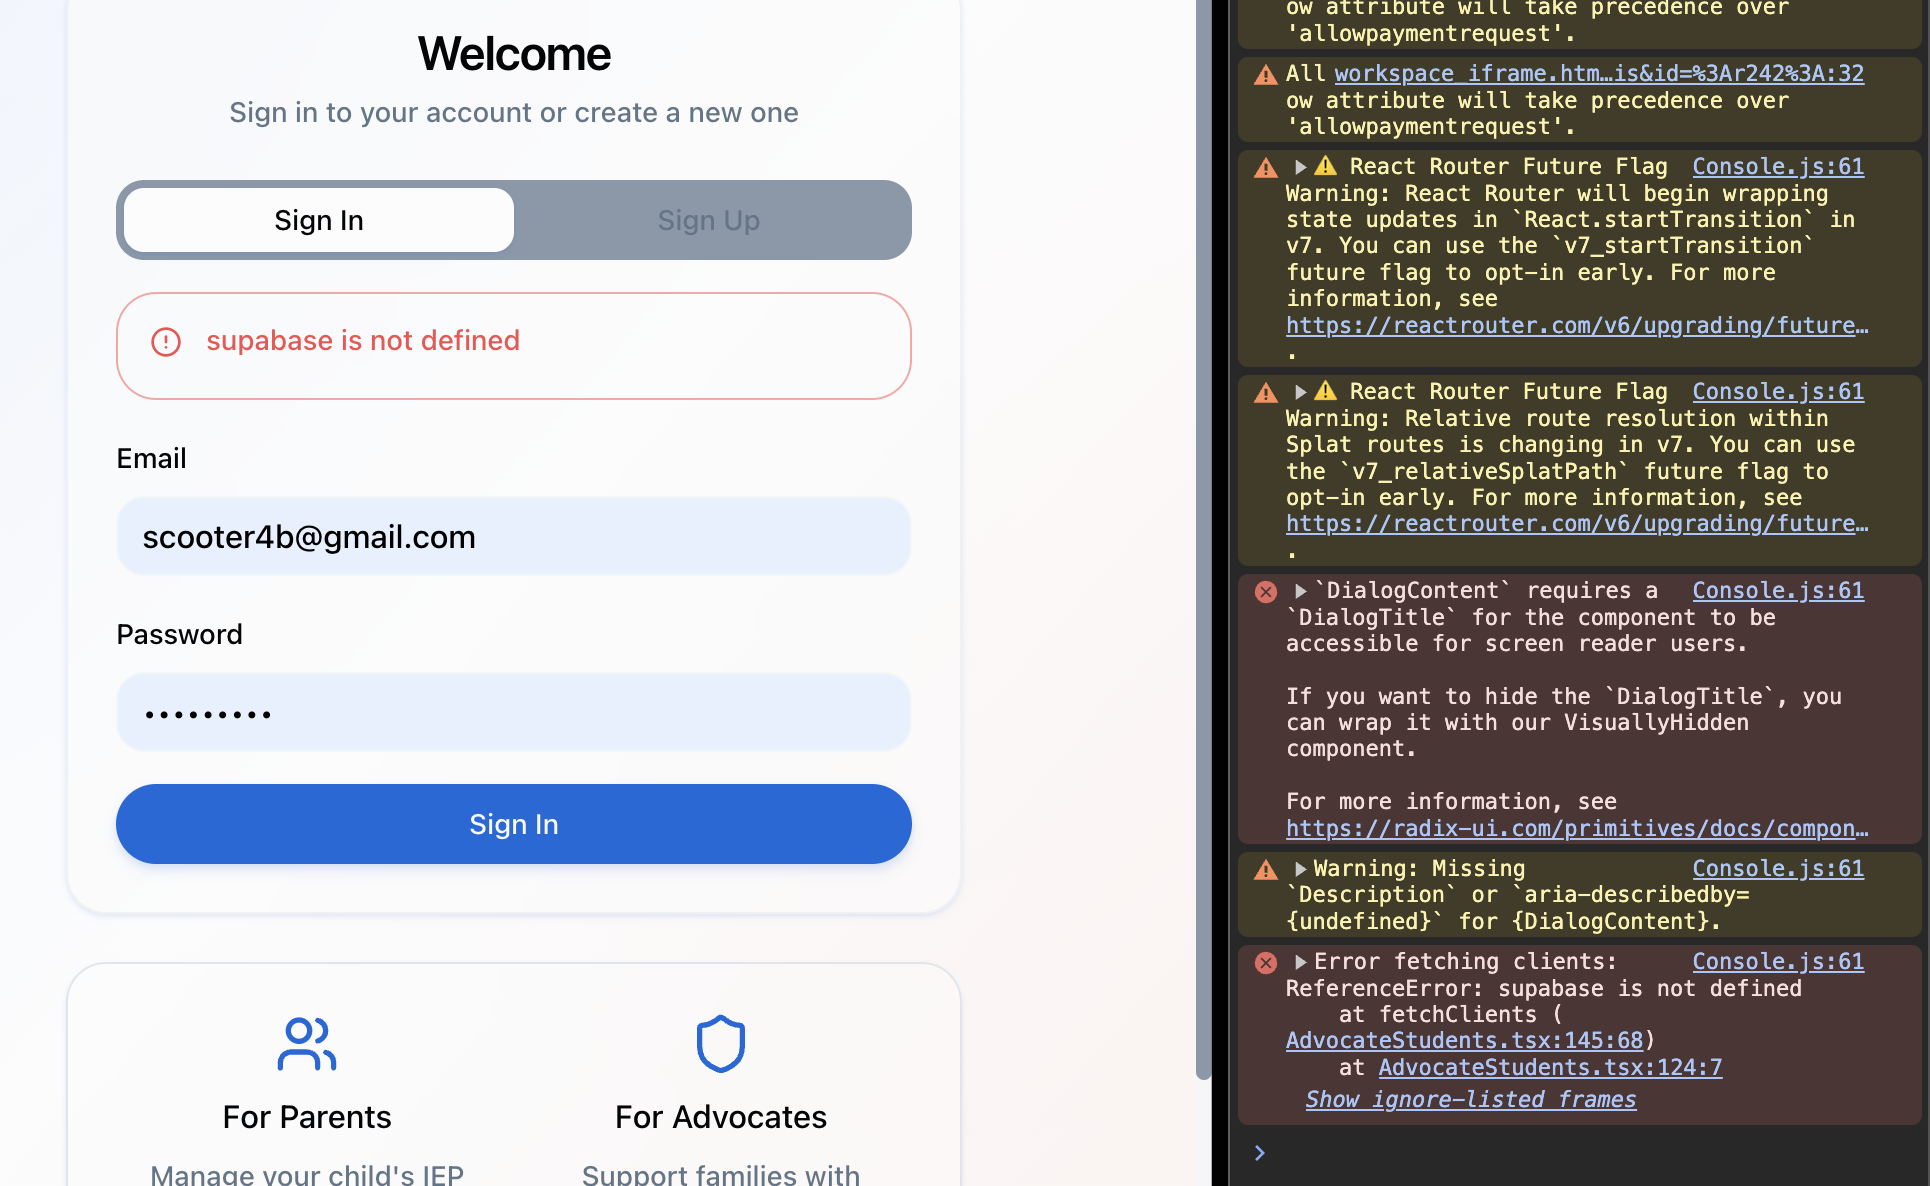 Welcome
Sign in to your account or create a new one
Sign In
Sign Up
supabase is not defined
Email
scooter4b@gmail.com
Password
•••••••••
Sign In
For Parents
Manage your child's IEP
For Advocates
Support families with
ow attribute will take precedence over
'allowpaymentrequest'.
All workspace_iframe.htm…is&id=%3Ar242%3A:32
ow attribute will take precedence over
'allowpaymentrequest'.
⚠️ React Router Future Flag Console.js:61
Warning: React Router will begin wrapping
state updates in `React.startTransition` in
v7. You can use the `v7_startTransition`
future flag to opt-in early. For more
information, see
https://reactrouter.com/v6/upgrading/future…
.
⚠️ React Router Future Flag Console.js:61
Warning: Relative route resolution within
Splat routes is changing in v7. You can use
the `v7_relativeSplatPath` future flag to
opt-in early. For more information, see
https://reactrouter.com/v6/upgrading/future…
.
`DialogContent` requires a Console.js:61
`DialogTitle` for the component to be
accessible for screen reader users.
If you want to hide the `DialogTitle`, you
can wrap it with our VisuallyHidden
component.
For more information, see
https://radix-ui.com/primitives/docs/compon…
Warning: Missing Console.js:61
`Description` or `aria-describedby=
{undefined}` for {DialogContent}.
Error fetching clients: Console.js:61
ReferenceError: supabase is not defined
at fetchClients (
AdvocateStudents.tsx:145:68)
at AdvocateStudents.tsx:124:7
Show ignore-listed frames